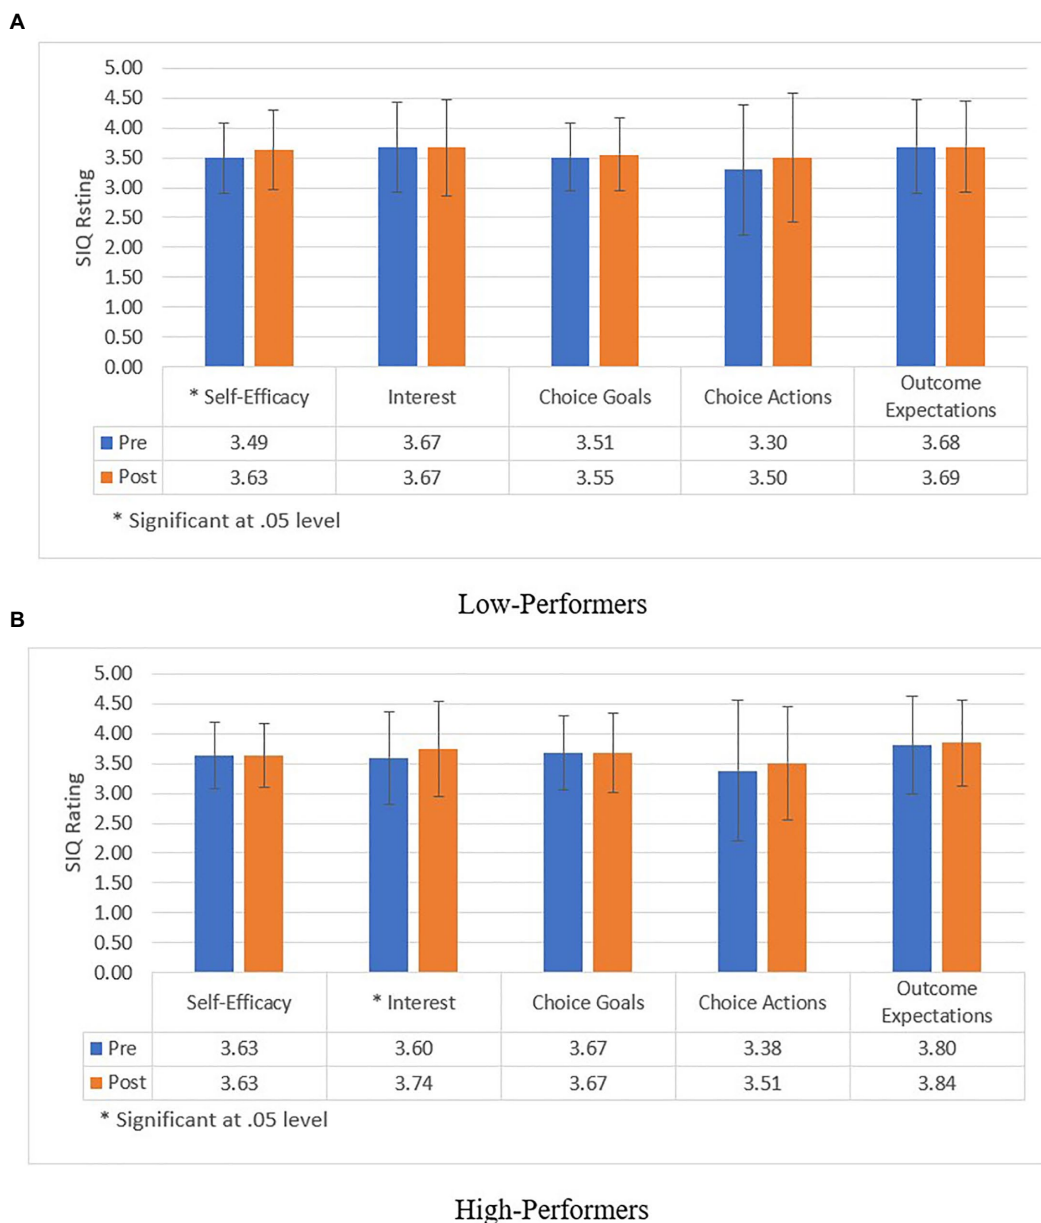 A
5.00
4.50
4.00
3.50
3.00
2.50
2.00
1.50
1.00
0.50
0.00
SIQ Rsting
* Self-Efficacy Interest Choice Goals Choice Actions Outcome Expectations
Pre 3.49 3.67 3.51 3.30 3.68
Post 3.63 3.67 3.55 3.50 3.69
* Significant at .05 level
Low-Performers
B
5.00
4.50
4.00
3.50
3.00
2.50
2.00
1.50
1.00
0.50
0.00
SIQ Rating
Self-Efficacy * Interest Choice Goals Choice Actions Outcome Expectations
Pre 3.63 3.60 3.67 3.38 3.80
Post 3.63 3.74 3.67 3.51 3.84
* Significant at .05 level
High-Performers